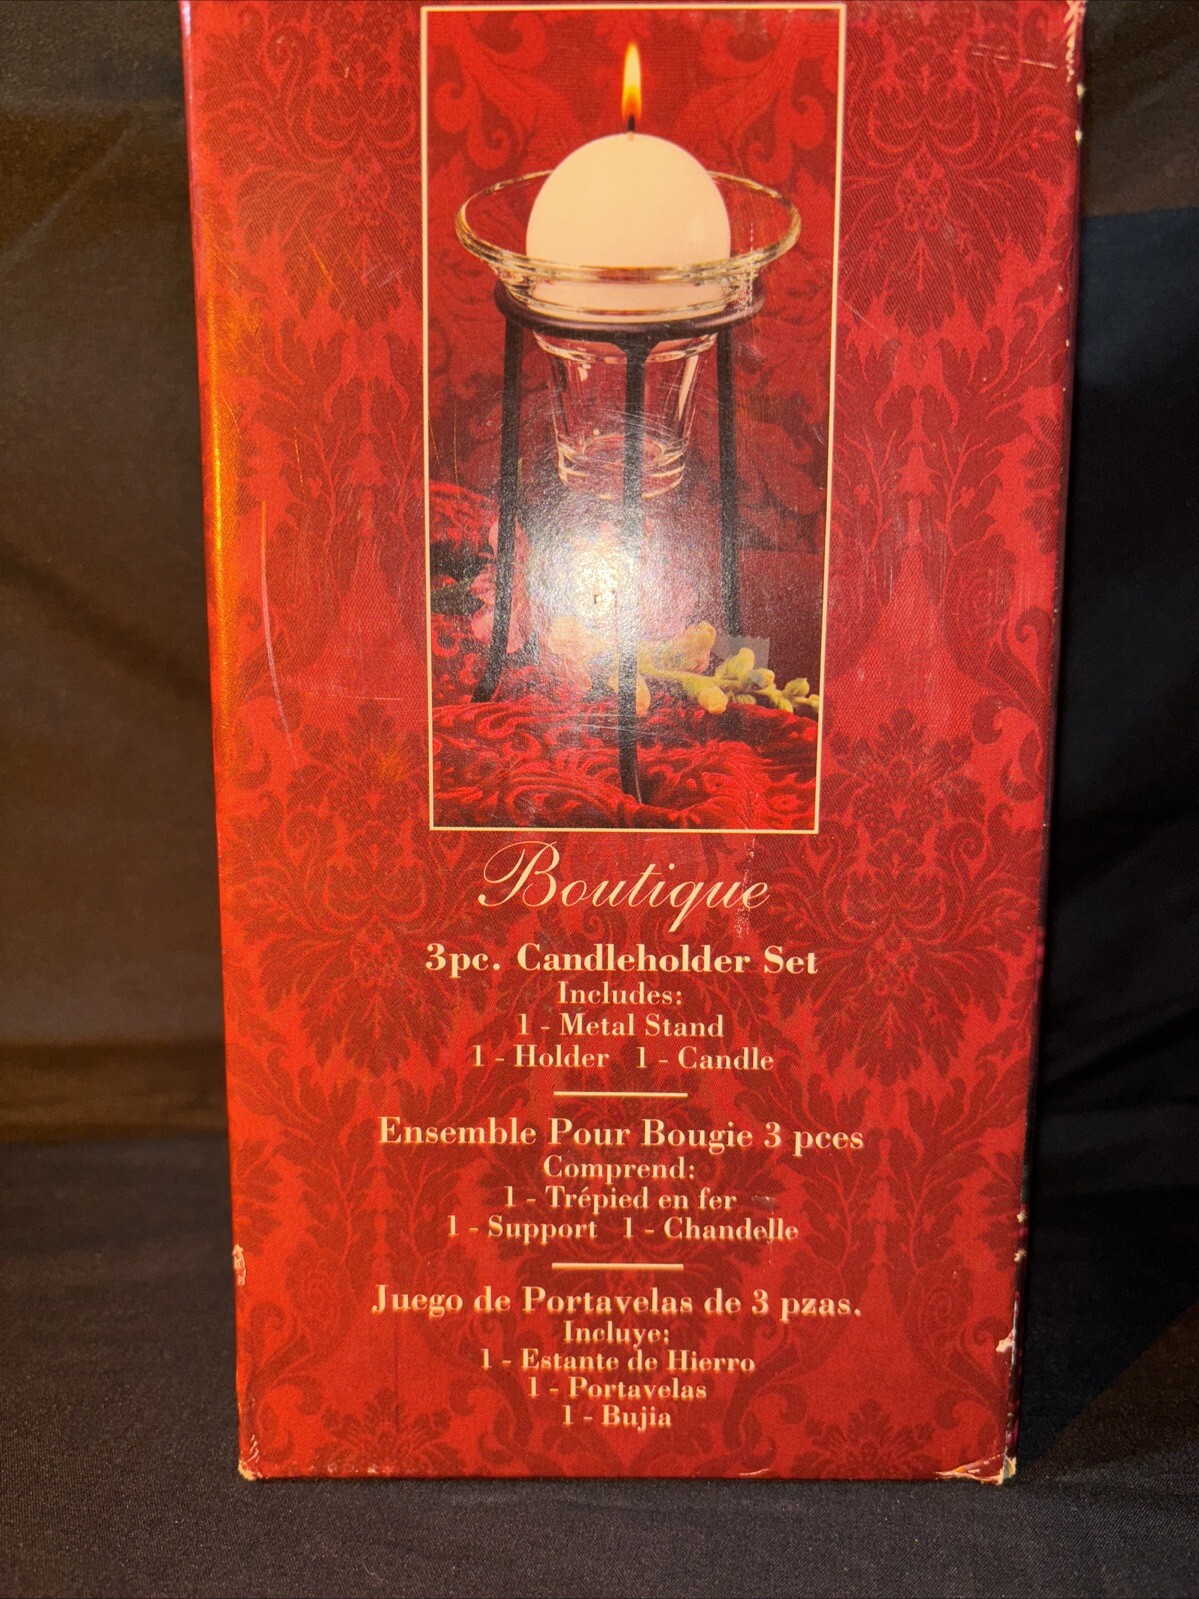 Boutique
3pc. Candleholder Set
Includes:
1 - Metal Stand
1 - Holder 1 - Candle
Ensemble Pour Bougie 3 pces
Comprend:
1 - Trépied en fer
1 - Support 1 - Chandelle
Juego de Portavelas de 3 pzas.
Incluye:
1 - Estante de Hierro
1 - Portavelas
1 - Bujia